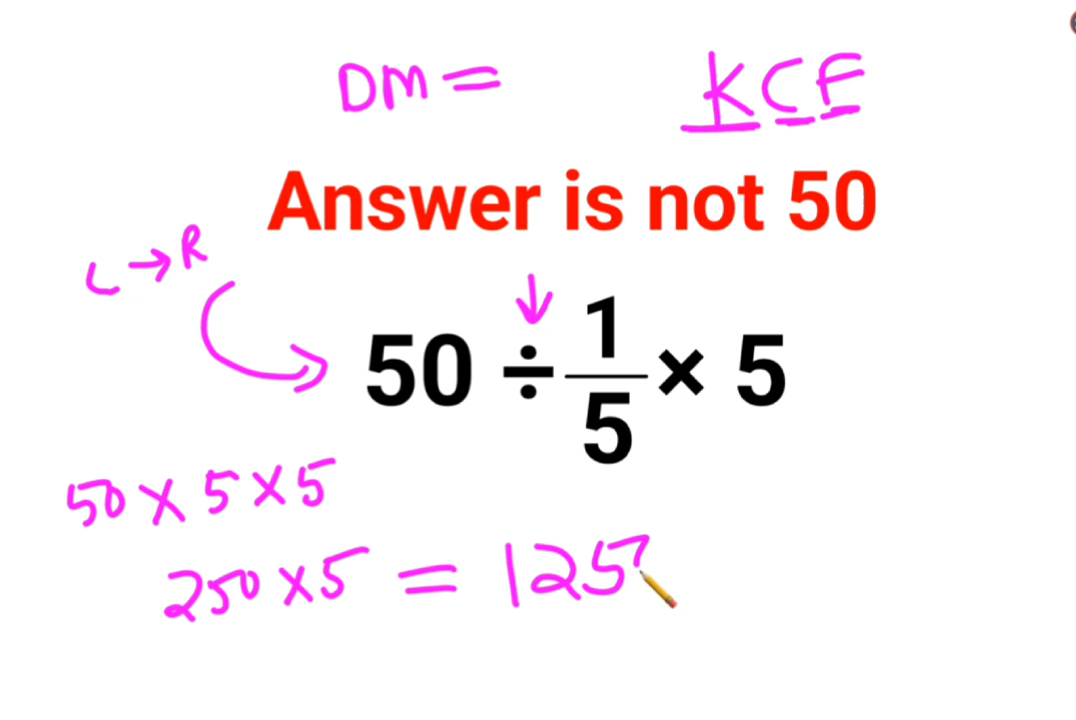 DM = KCF
Answer is not 50
L → R
50 ÷ 1/5 × 5
50 × 5 × 5
250 × 5 = 125